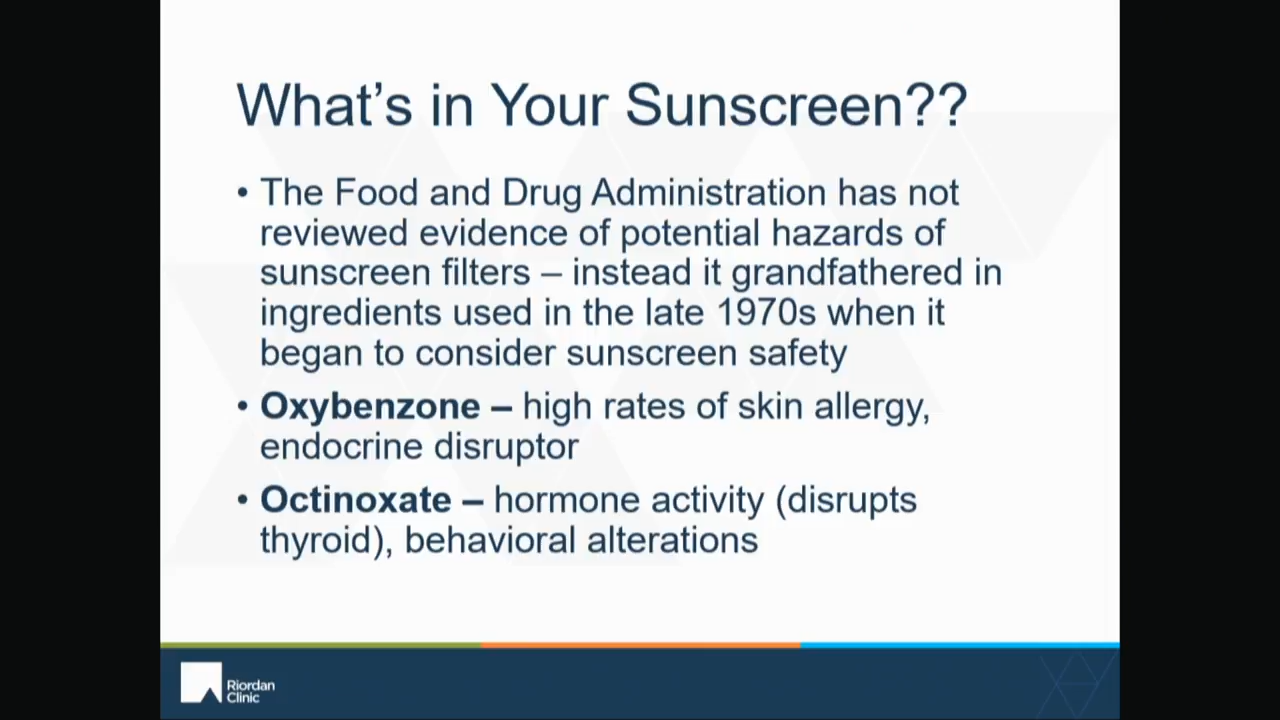 What's in Your Sunscreen??
• The Food and Drug Administration has not
reviewed evidence of potential hazards of
sunscreen filters – instead it grandfathered in
ingredients used in the late 1970s when it
began to consider sunscreen safety
• Oxybenzone – high rates of skin allergy,
endocrine disruptor
• Octinoxate – hormone activity (disrupts
thyroid), behavioral alterations
Riordan
Clinic